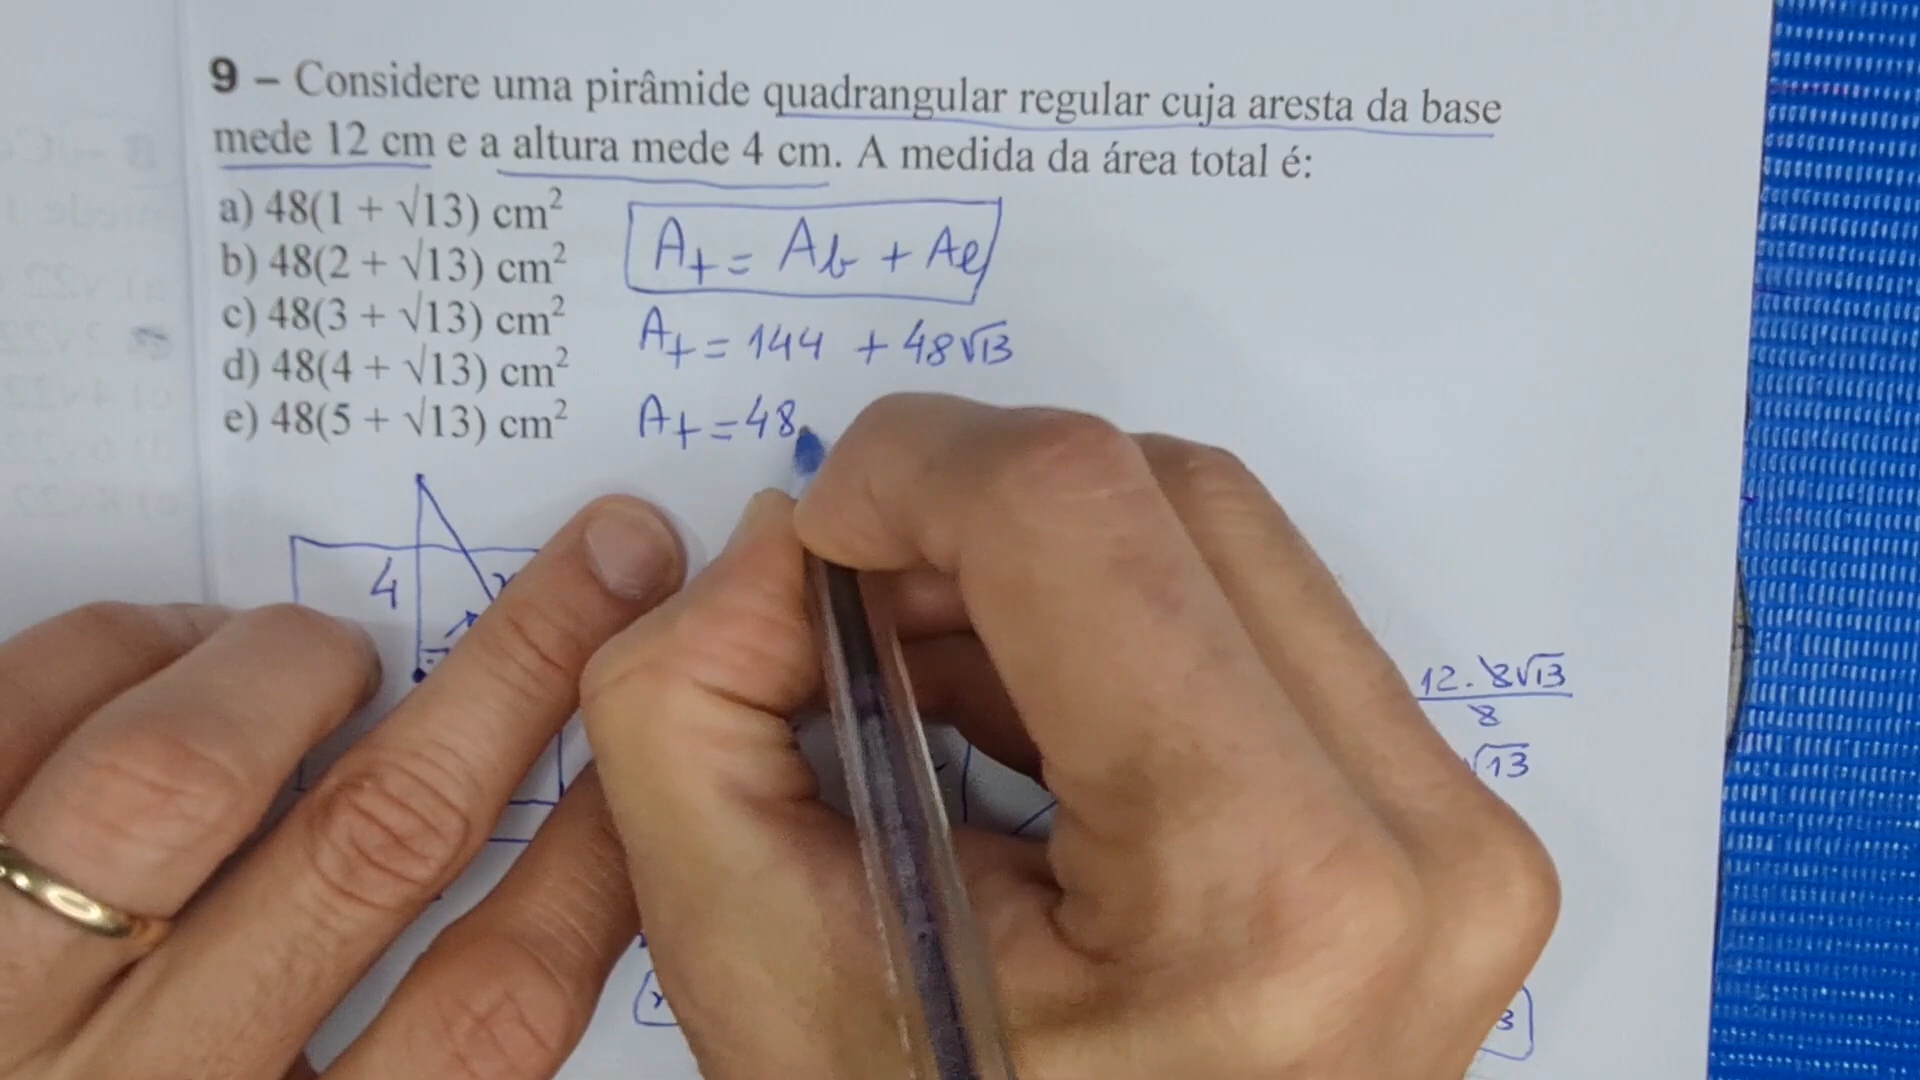 9 – Considere uma pirâmide quadrangular regular cuja aresta da base
mede 12 cm e a altura mede 4 cm. A medida da área total é:
a) 48(1 + √13) cm²
b) 48(2 + √13) cm²
c) 48(3 + √13) cm²
d) 48(4 + √13) cm²
e) 48(5 + √13) cm²
At = Ab + Al
At = 144 + 48√13
At = 48
4
12 . 8√13
8
√13